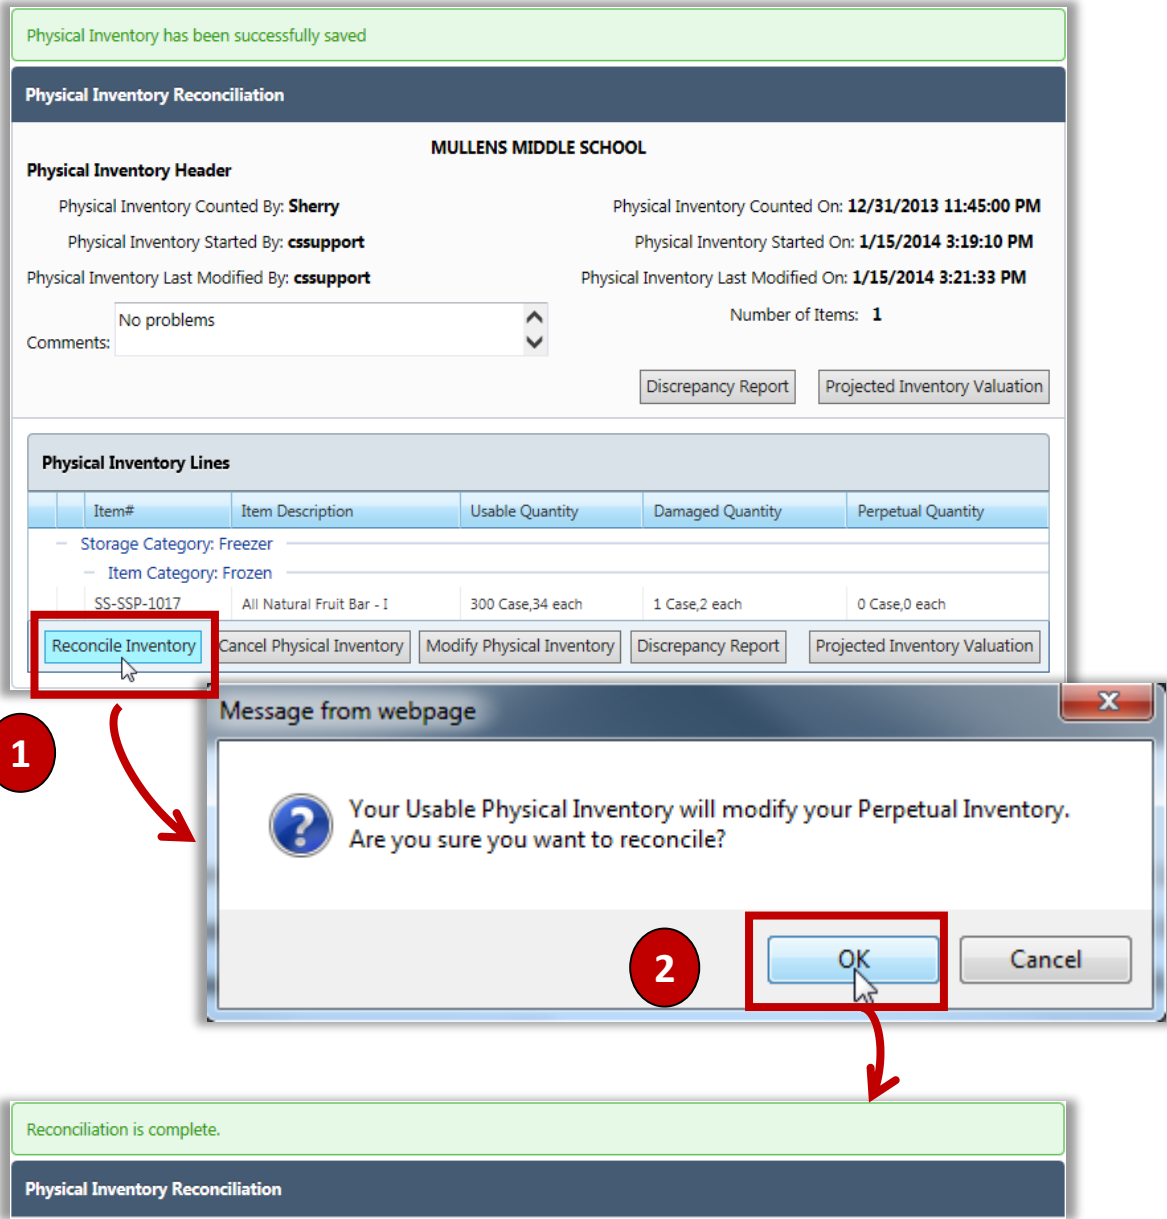 Physical Inventory has been successfully saved
Physical Inventory Reconciliation
MULLENS MIDDLE SCHOOL
Physical Inventory Header
Physical Inventory Counted By: Sherry
Physical Inventory Counted On: 12/31/2013 11:45:00 PM
Physical Inventory Started By: cssupport
Physical Inventory Started On: 1/15/2014 3:19:10 PM
Physical Inventory Last Modified By: cssupport
Physical Inventory Last Modified On: 1/15/2014 3:21:33 PM
Comments: No problems
Number of Items: 1
Discrepancy Report Projected Inventory Valuation
Physical Inventory Lines
Item# Item Description Usable Quantity Damaged Quantity Perpetual Quantity
Storage Category: Freezer
Item Category: Frozen
SS-SSP-1017 All Natural Fruit Bar - I 300 Case,34 each 1 Case,2 each 0 Case,0 each
Reconcile Inventory Cancel Physical Inventory Modify Physical Inventory Discrepancy Report Projected Inventory Valuation
1
Message from webpage
x
Your Usable Physical Inventory will modify your Perpetual Inventory.
Are you sure you want to reconcile?
2
OK Cancel
Reconciliation is complete.
Physical Inventory Reconciliation